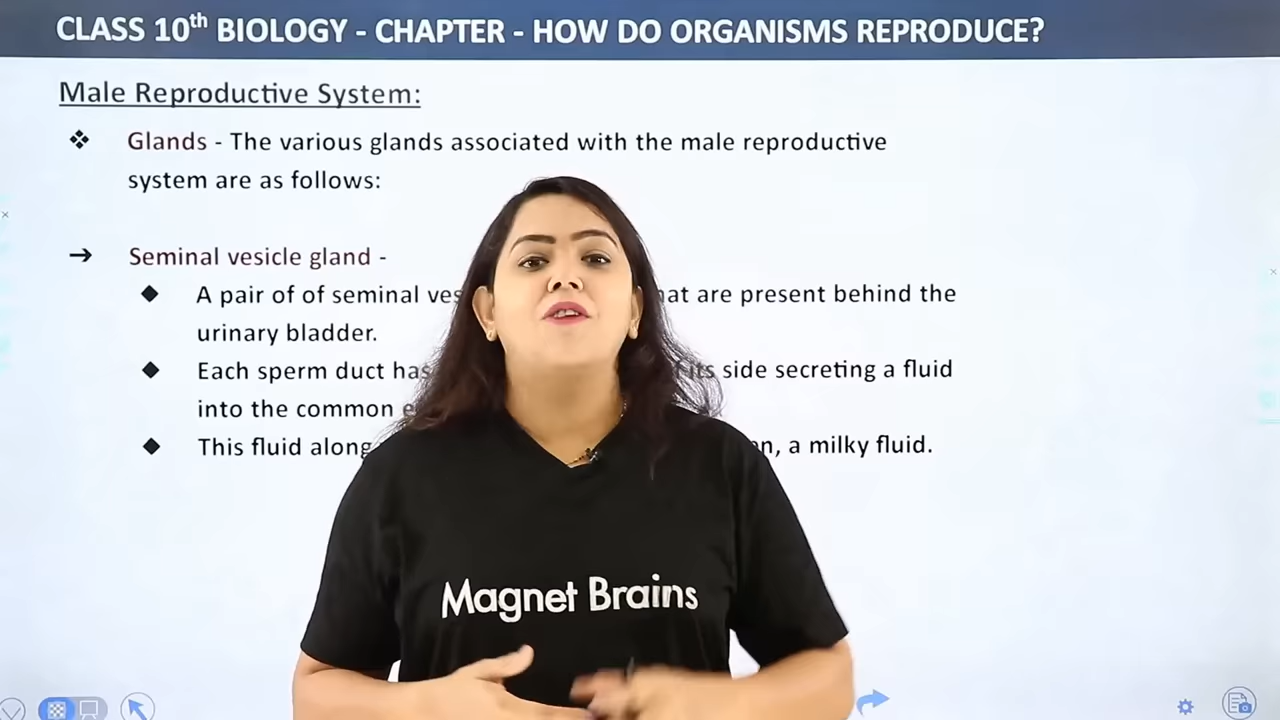 CLASS 10th BIOLOGY - CHAPTER - HOW DO ORGANISMS REPRODUCE?
Male Reproductive System:
❖ Glands - The various glands associated with the male reproductive
system are as follows:
➔ Seminal vesicle gland -
◆ A pair of of seminal are present behind the
urinary bladder.
◆ Each sperm duct has its side secreting a fluid
into the common
◆ This fluid along a milky fluid.
Magnet Brains